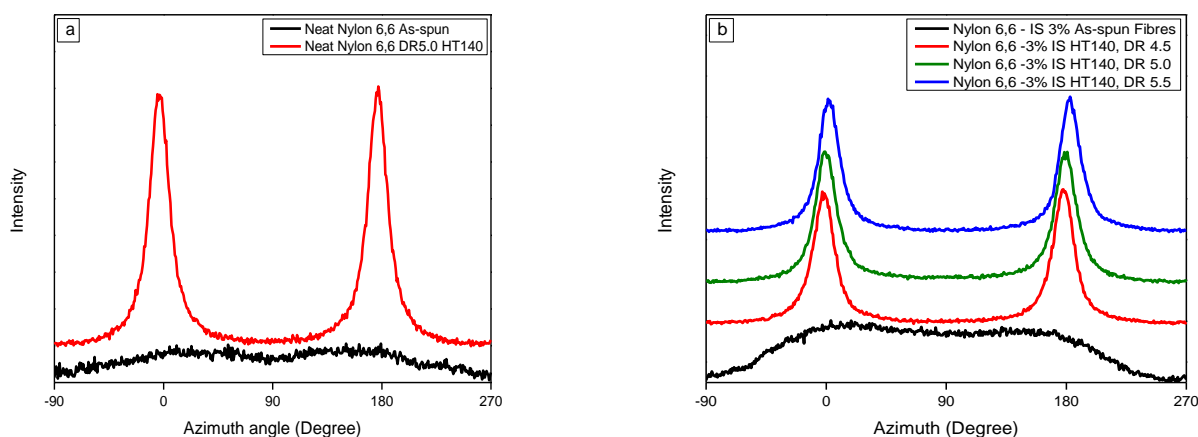 a
Neat Nylon 6,6 As-spun
Neat Nylon 6,6 DR5.0 HT140
Intensity
-90 0 90 180 270
Azimuth angle (Degree)
b
Nylon 6,6 - IS 3% As-spun Fibres
Nylon 6,6 -3% IS HT140, DR 4.5
Nylon 6,6 -3% IS HT140, DR 5.0
Nylon 6,6 -3% IS HT140, DR 5.5
Intensity
-90 0 90 180 270
Azimuth (Degree)